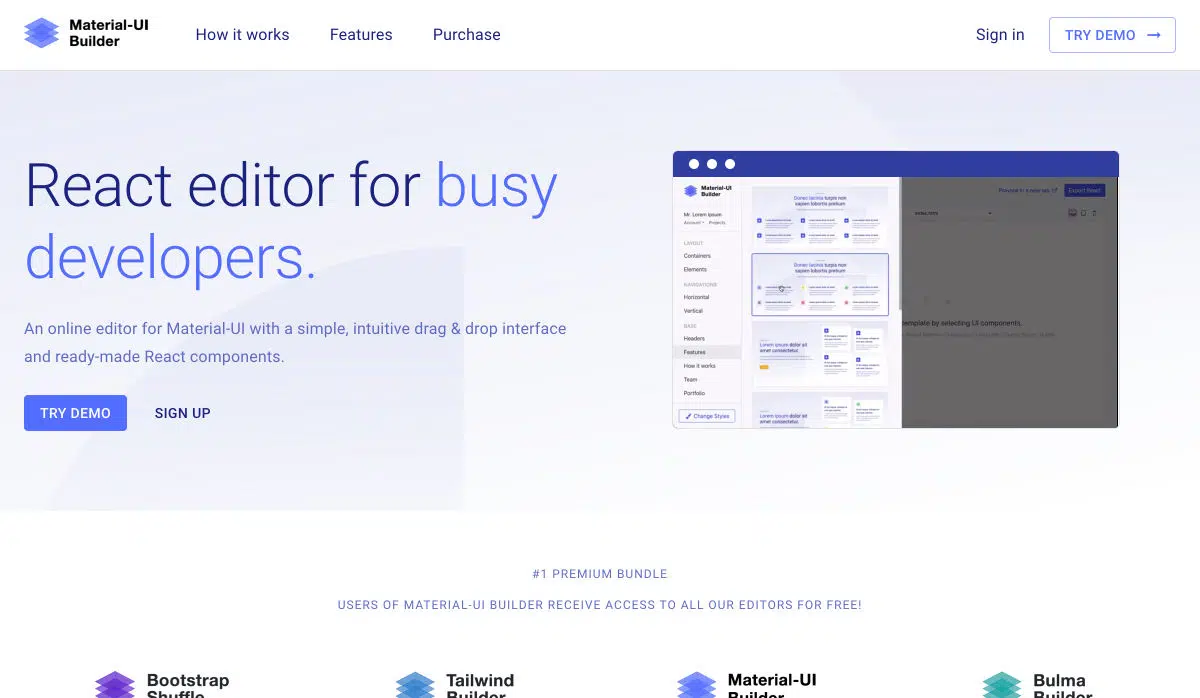 Material-UI
Builder
How it works
Features
Purchase
Sign in
TRY DEMO
React editor for busy
developers.
An online editor for Material-UI with a simple, intuitive drag & drop interface
and ready-made React components.
TRY DEMO
SIGN UP
Material-UI
Builder
Mr. Lorem Ipsum
Account
Projects
LAYOUT
Containers
Elements
NAVIGATIONS
Horizontal
Vertical
BASE
Headers
Features
How it works
Team
Portfolio
Change Styles
Donec lacinia turpis non
sapien lobortis pretium
Donec lacinia turpis non
sapien lobortis pretium
Lorem ipsum dolor sit
amet consectetur.
Lorem ipsum dolor sit
Preview in a new tab
Export React
index.html
template by selecting UI components.
#1 PREMIUM BUNDLE
USERS OF MATERIAL-UI BUILDER RECEIVE ACCESS TO ALL OUR EDITORS FOR FREE!
Bootstrap
Shuffle
Tailwind
Builder
Material-UI
Builder
Bulma
Builder